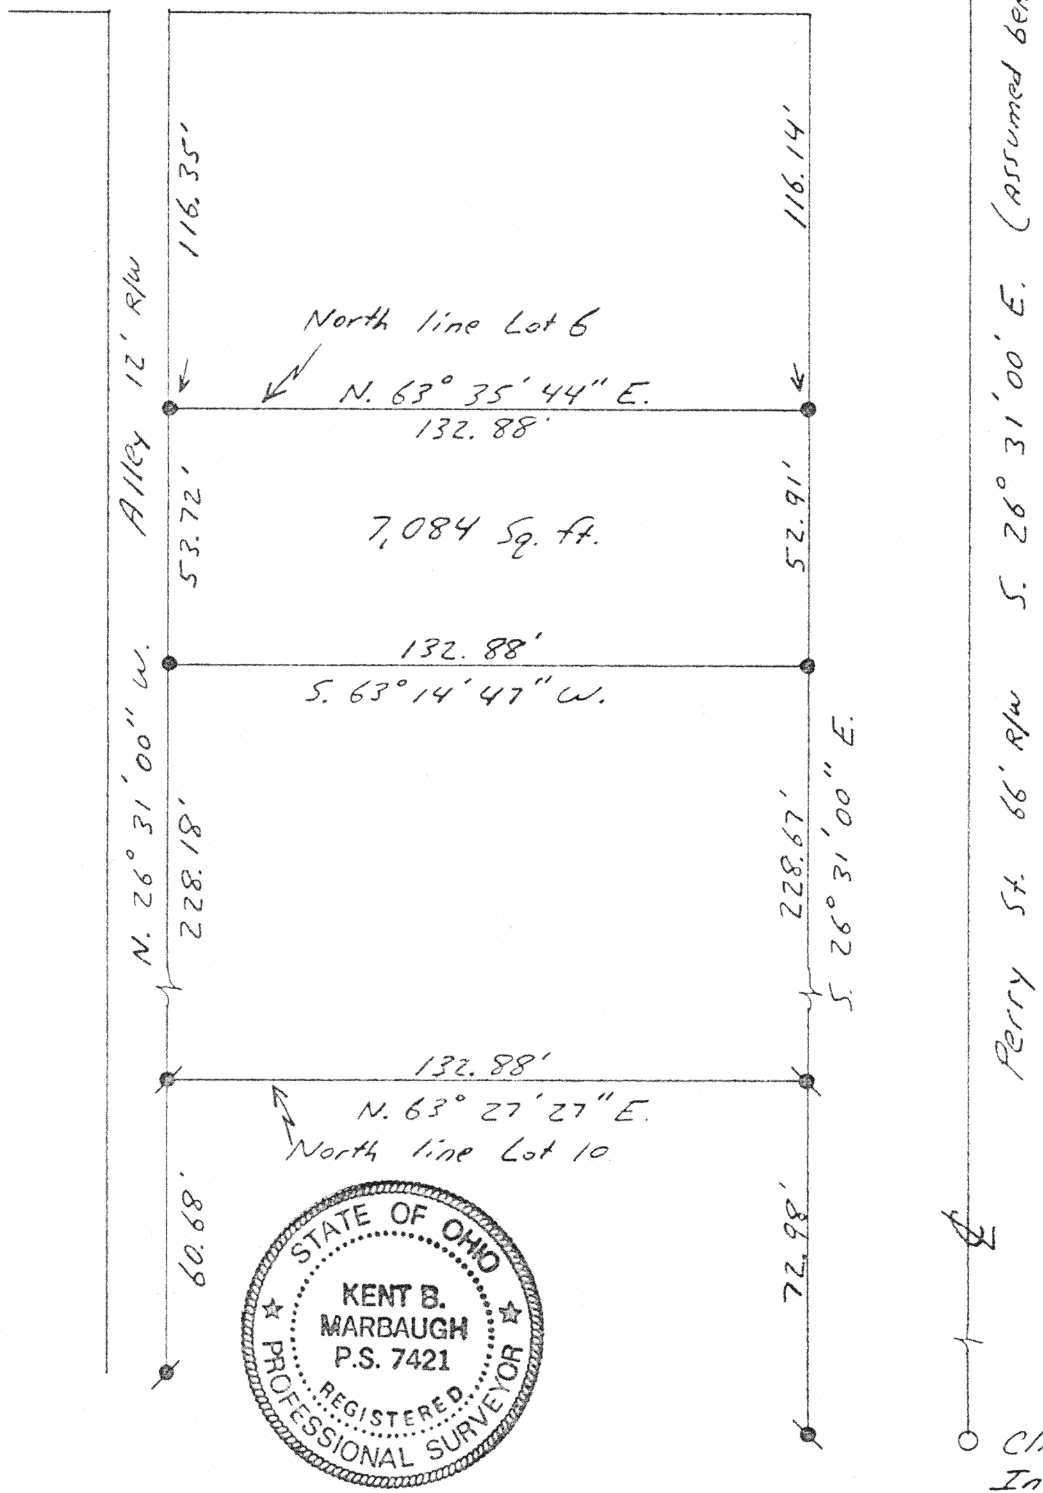 116.35'
116.14'
(Assumed
Alley 12' R/W
North line Lot 6
N. 63° 35' 44" E.
132.88'
53.72'
7,084 Sq. ft.
52.91'
132.88'
S. 63° 14' 47" W.
N. 26° 31' 00" W.
228.18'
228.67'
S. 26° 31' 00" E.
Perry St. 66' R/W S. 26° 31' 00' E.
132.88'
N. 63° 27' 27" E.
North line Lot 10
60.68'
72.98'
STATE OF OHIO
KENT B.
MARBAUGH
P.S. 7421
REGISTERED
PROFESSIONAL SURVEYOR